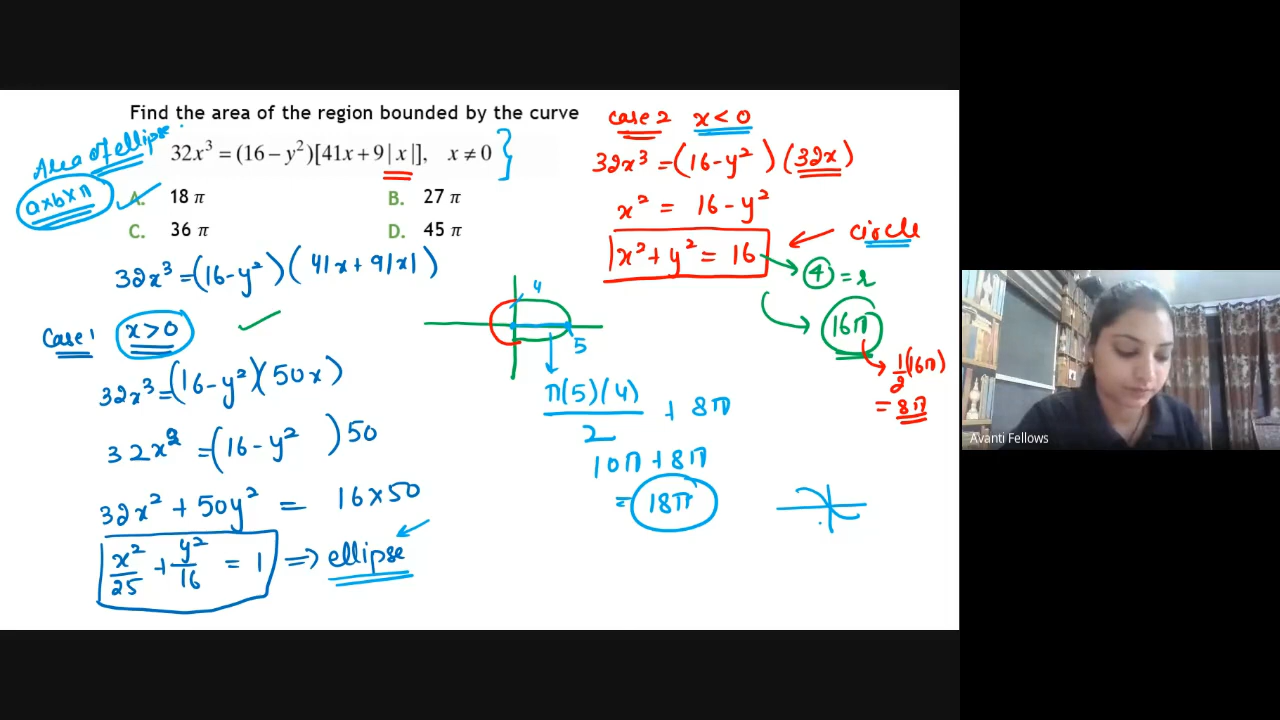 Find the area of the region bounded by the curve
32x³ = (16 − y²)[41x + 9|x|], x ≠ 0
A. 18 π
B. 27 π
C. 36 π
D. 45 π
Area of ellipse
a×b×π
32x³ = (16-y²) ( 41x + 9|x| )
Case 1 x>0
32x³ = (16-y²)(50x)
32x² = (16-y² ) 50
32x² + 50y² = 16×50
x²/25 + y²/16 = 1 ⇒ ellipse
4
5
π(5)(4)/2 + 8π
10π + 8π
= 18π
case 2 x < 0
32x³ = (16-y²) (32x)
x² = 16-y²
x² + y² = 16
circle
4 = r
16π
1/2 (16π)
= 8π
Avanti Fellows